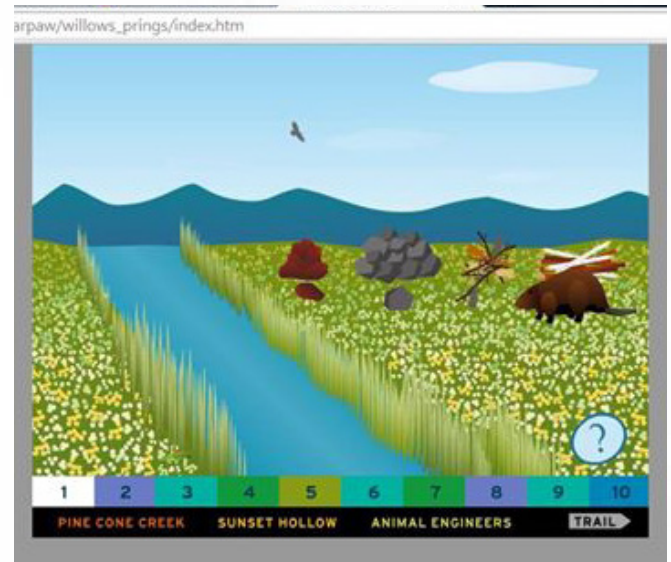 arpaw/willows_prings/index.htm
?
1 2 3 4 5 6 7 8 9 10
PINE CONE CREEK SUNSET HOLLOW ANIMAL ENGINEERS TRAIL